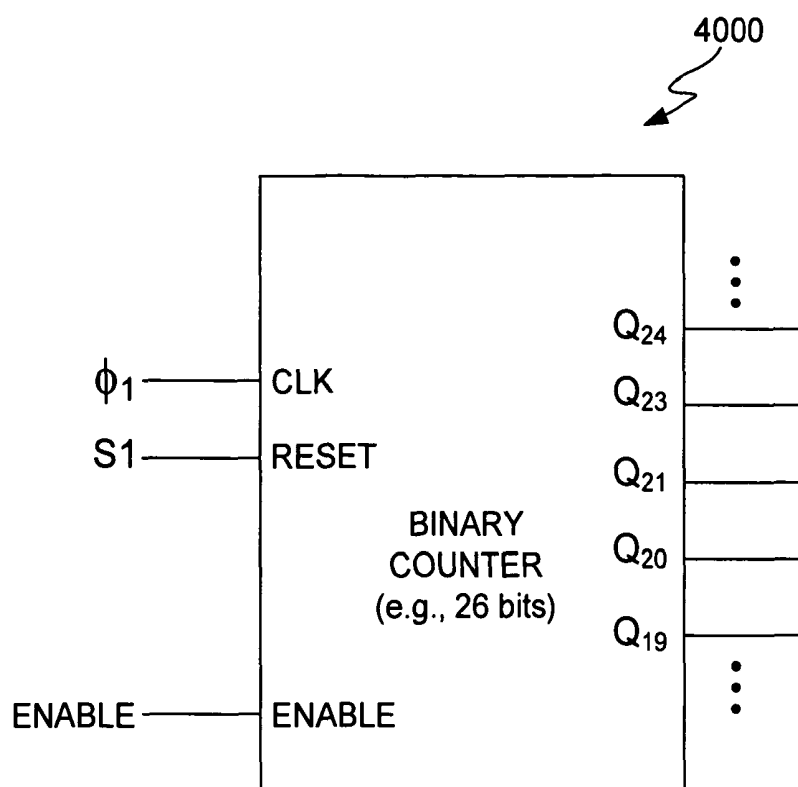 4000
Q24
ϕ1 CLK
Q23
S1 RESET
Q21
BINARY
COUNTER
(e.g., 26 bits)
Q20
Q19
ENABLE ENABLE